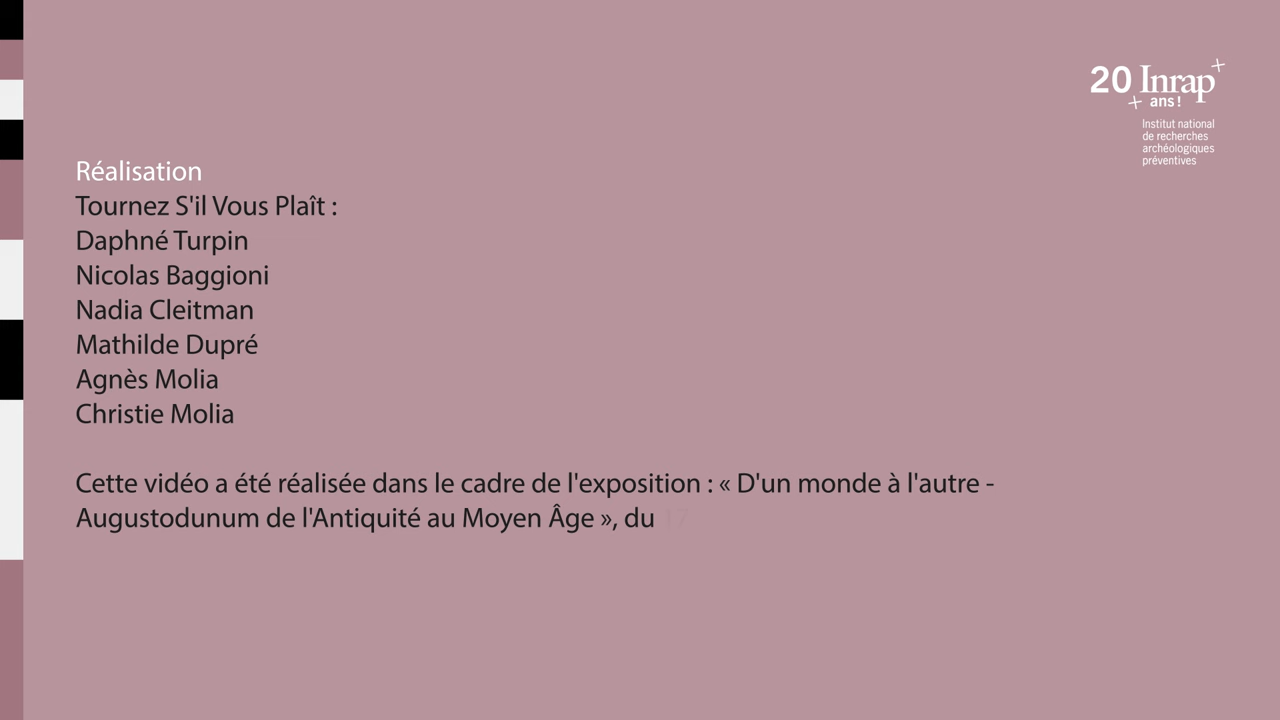 20 Inrap
ans !
Institut national
de recherches
archéologiques
préventives
Réalisation
Tournez S'il Vous Plaît :
Daphné Turpin
Nicolas Baggioni
Nadia Cleitman
Mathilde Dupré
Agnès Molia
Christie Molia
Cette vidéo a été réalisée dans le cadre de l'exposition : « D'un monde à l'autre -
Augustodunum de l'Antiquité au Moyen Âge », du 17